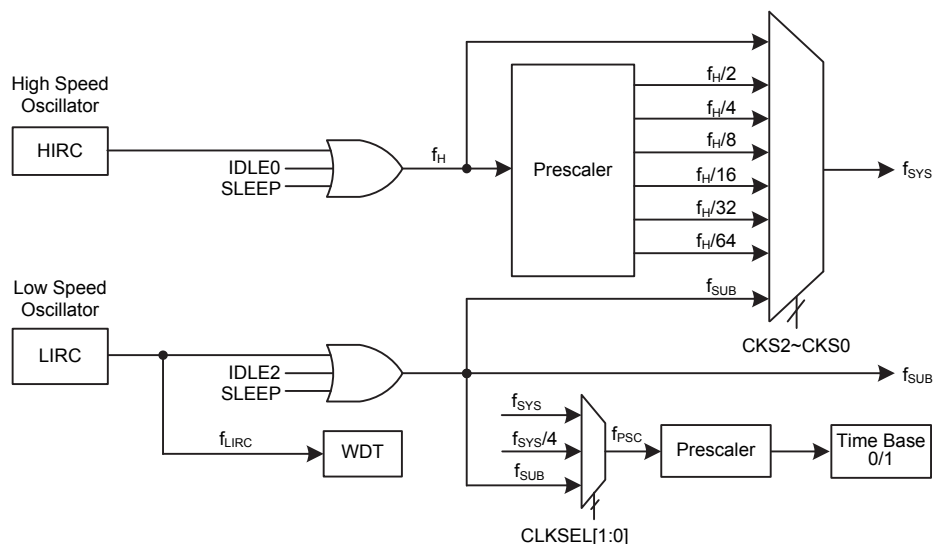 High Speed
Oscillator
HIRC
IDLE0
SLEEP
fH
Prescaler
fH/2
fH/4
fH/8
fH/16
fH/32
fH/64
fSUB
fSYS
CKS2~CKS0
Low Speed
Oscillator
LIRC
IDLE2
SLEEP
fSUB
fLIRC
WDT
fSYS
fSYS/4
fSUB
fPSC
Prescaler
Time Base
0/1
CLKSEL[1:0]